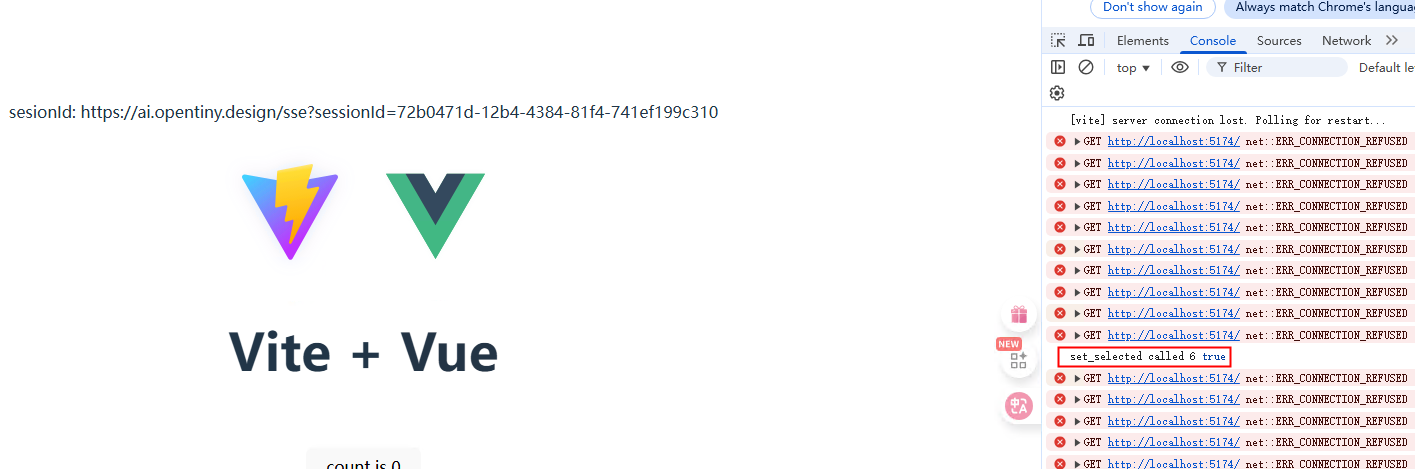 Don't show again
Always match Chrome's langua
Elements
Console
Sources
Network
top
Filter
Default le
sesionId: https://ai.opentiny.design/sse?sessionId=72b0471d-12b4-4384-81f4-741ef199c310
[vite] server connection lost. Polling for restart...
GET http://localhost:5174/ net::ERR_CONNECTION_REFUSED
GET http://localhost:5174/ net::ERR_CONNECTION_REFUSED
GET http://localhost:5174/ net::ERR_CONNECTION_REFUSED
GET http://localhost:5174/ net::ERR_CONNECTION_REFUSED
GET http://localhost:5174/ net::ERR_CONNECTION_REFUSED
GET http://localhost:5174/ net::ERR_CONNECTION_REFUSED
GET http://localhost:5174/ net::ERR_CONNECTION_REFUSED
GET http://localhost:5174/ net::ERR_CONNECTION_REFUSED
GET http://localhost:5174/ net::ERR_CONNECTION_REFUSED
GET http://localhost:5174/ net::ERR_CONNECTION_REFUSED
set_selected called 6 true
GET http://localhost:5174/ net::ERR_CONNECTION_REFUSED
GET http://localhost:5174/ net::ERR_CONNECTION_REFUSED
GET http://localhost:5174/ net::ERR_CONNECTION_REFUSED
GET http://localhost:5174/ net::ERR_CONNECTION_REFUSED
GET http://localhost:5174/ net::ERR_CONNECTION_REFUSED
Vite + Vue
NEW
中A
count is 0